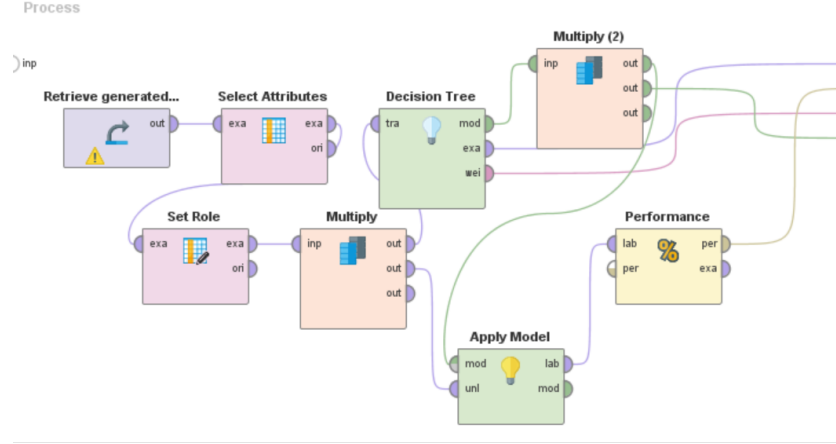 Process
inp
Multiply (2)
inp out
out
out
Retrieve generated...
out
Select Attributes
exa exa
ori
Decision Tree
tra mod
exa
wei
Set Role
exa exa
ori
Multiply
inp out
out
out
Performance
% 
lab per
per exa
Apply Model
mod lab
unl mod